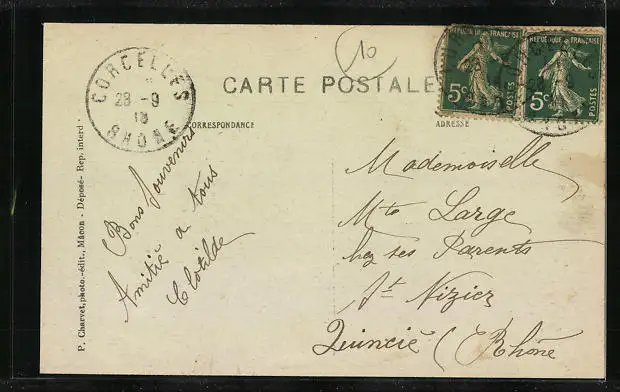 10
CORCELLES
28 - 9
18
RHONE
CARTE POSTALE
RÉPUBLIQUE FRANÇAISE
5c
POSTES
RÉPUBLIQUE FRANÇAISE
5c
POSTES
CORRESPONDANCE
ADRESSE
Bons Souvenirs
Amitié a tous
Clotilde
Mademoiselle
Mte Large
chez ses Parents
St. Nizier
Quincié (Rhône
P. Charvet, photo.-édit., Mâcon - Déposé- Rep. interd.